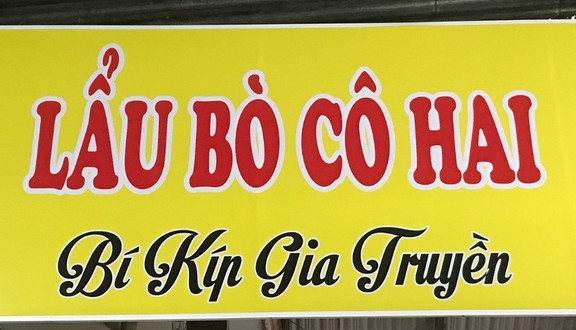 LẨU BÒ CÔ HAI
Bí Kíp Gia Truyền